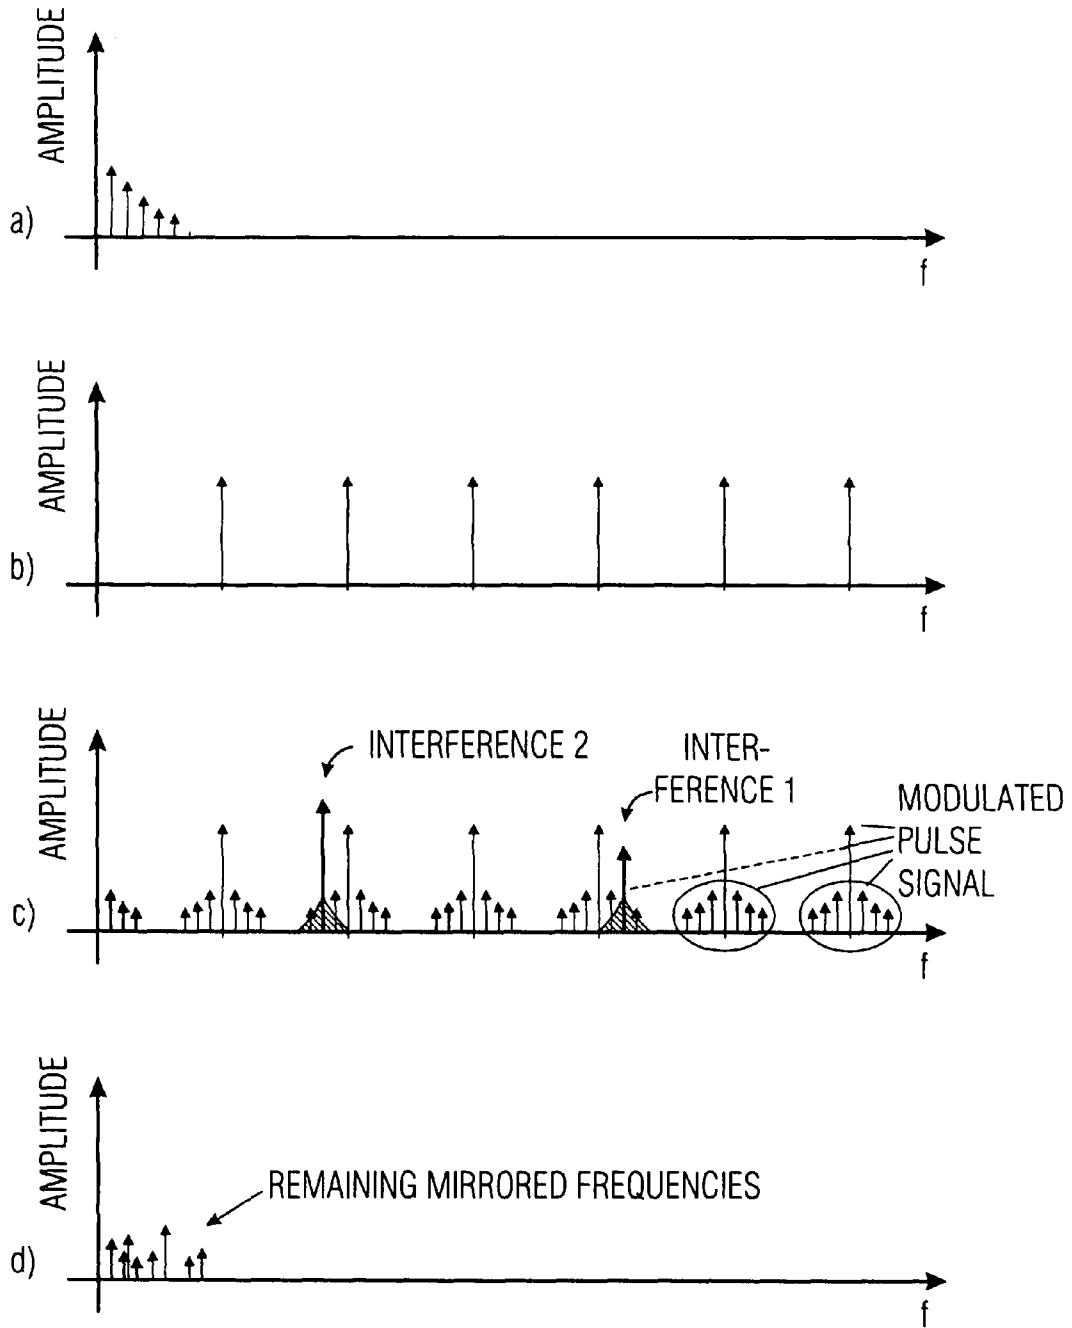 AMPLITUDE
a)
f
AMPLITUDE
b)
f
AMPLITUDE
INTERFERENCE 2
INTER-
FERENCE 1
MODULATED
PULSE
SIGNAL
c)
f
AMPLITUDE
REMAINING MIRRORED FREQUENCIES
d)
f